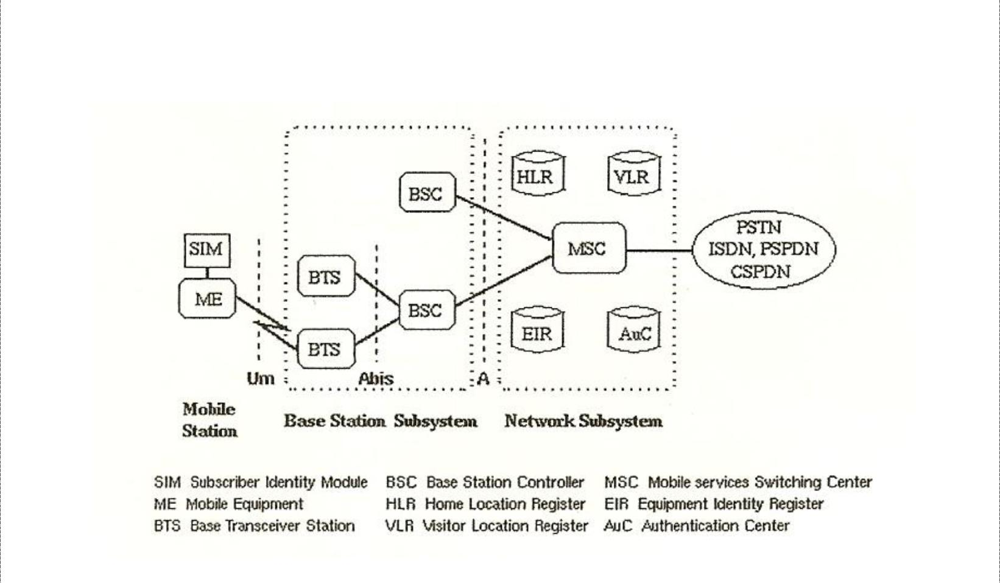 HLR
VLR
BSC
PSTN
ISDN, PSPDN
CSPDN
SIM
MSC
BTS
ME
BSC
EIR
AuC
BTS
Um
Abis
A
Mobile
Station
Base Station Subsystem
Network Subsystem
SIM Subscriber Identity Module
BSC Base Station Controller
MSC Mobile services Switching Center
ME Mobile Equipment
HLR Home Location Register
EIR Equipment Identity Register
BTS Base Transceiver Station
VLR Visitor Location Register
AuC Authentication Center